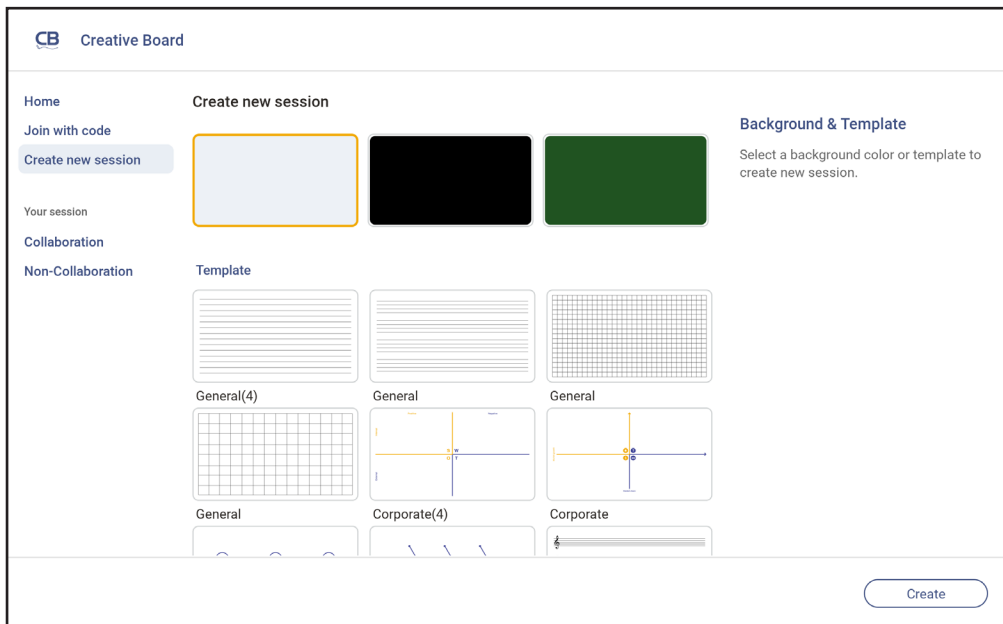 CB
Creative Board
Home
Join with code
Create new session
Your session
Collaboration
Non-Collaboration
Create new session
Background & Template
Select a background color or template to
create new session.
Template
General(4)
General
General
W
T
General
Corporate(4)
Corporate
Create